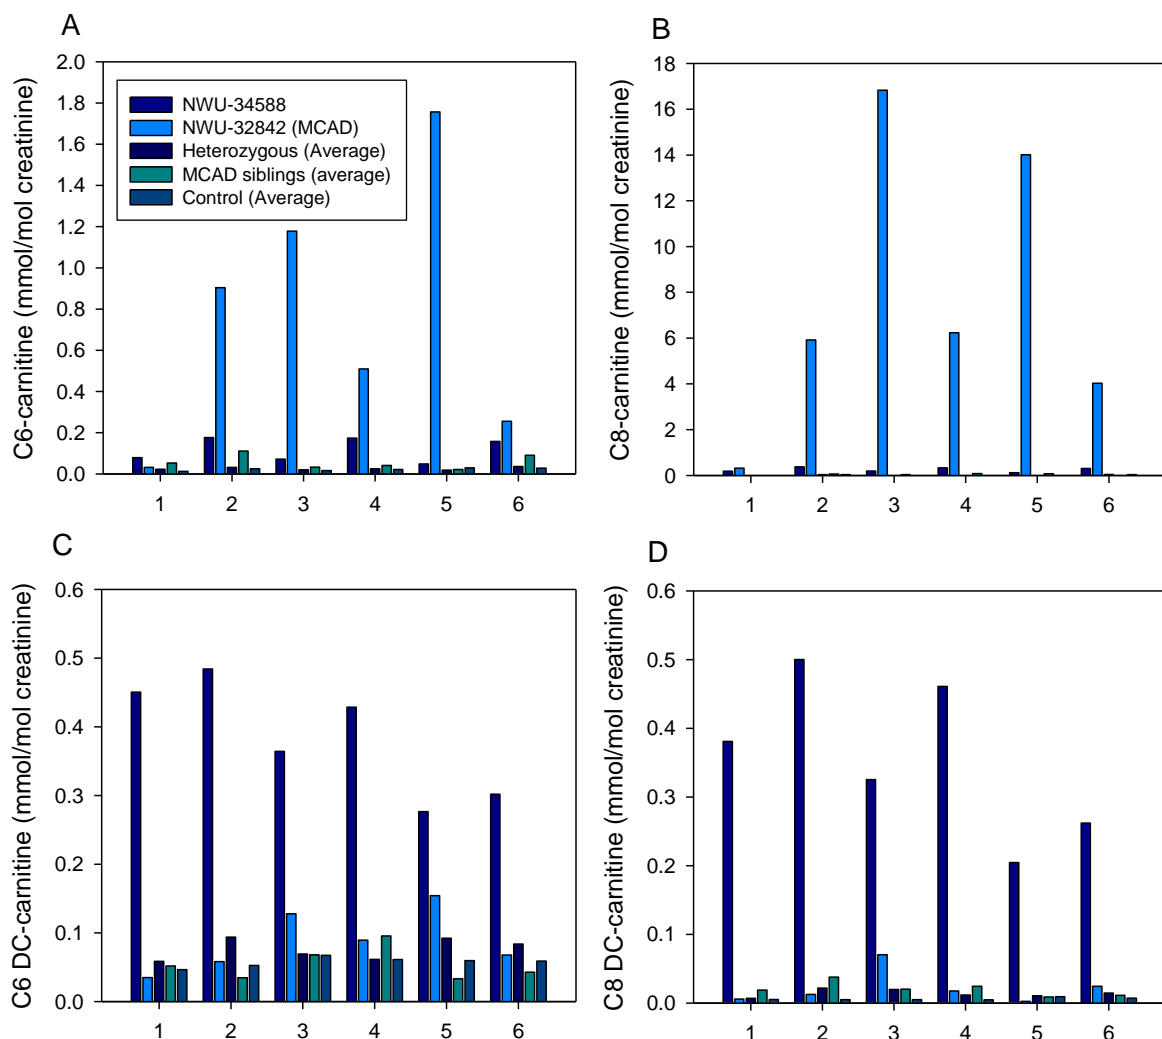 A
C6-carnitine (mmol/mol creatinine)
2.0
1.8
1.6
1.4
1.2
1.0
0.8
0.6
0.4
0.2
0.0
NWU-34588
NWU-32842 (MCAD)
Heterozygous (Average)
MCAD siblings (average)
Control (Average)
1 2 3 4 5 6
B
C8-carnitine (mmol/mol creatinine)
18
16
14
12
10
8
6
4
2
0
1 2 3 4 5 6
C
C6 DC-carnitine (mmol/mol creatinine)
0.6
0.5
0.4
0.3
0.2
0.1
0.0
1 2 3 4 5 6
D
C8 DC-carnitine (mmol/mol creatinine)
0.6
0.5
0.4
0.3
0.2
0.1
0.0
1 2 3 4 5 6